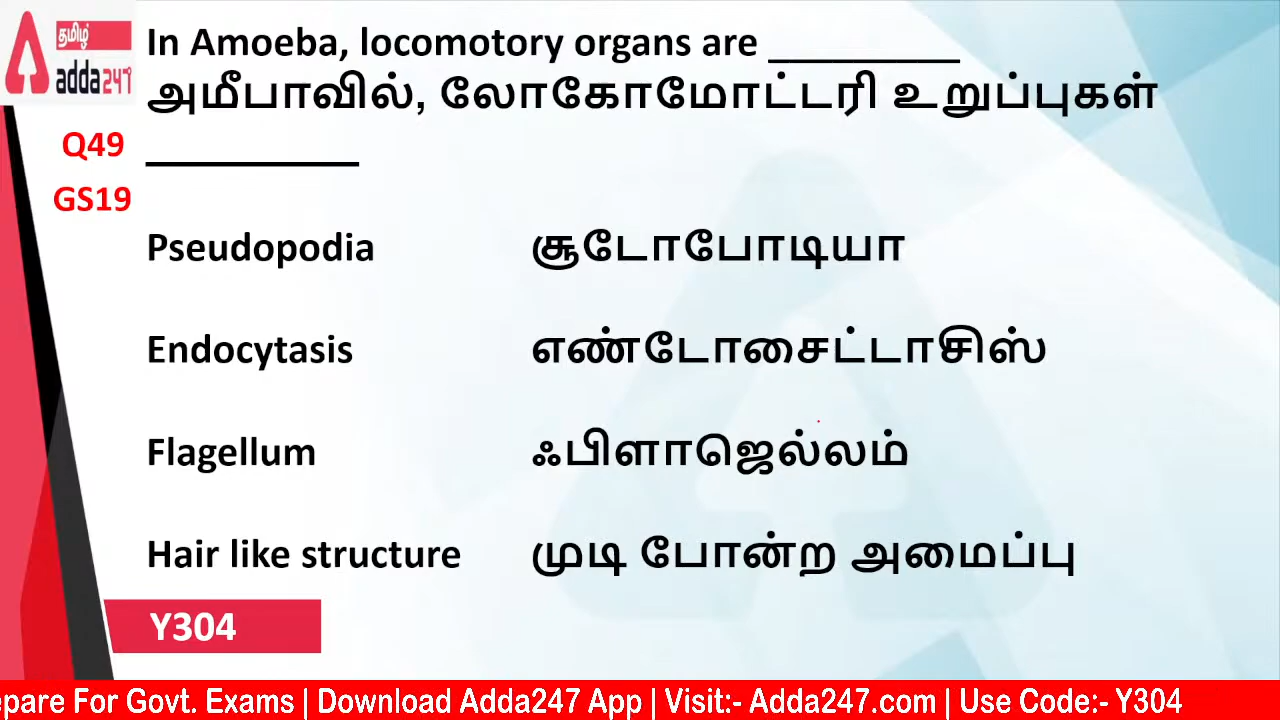 தமிழ்
adda247
In Amoeba, locomotory organs are __________
அமீபாவில், லோகோமோட்டரி உறுப்புகள்
__________
Q49
GS19
Pseudopodia சூடோபோடியா
Endocytasis எண்டோசைட்டாசிஸ்
Flagellum ஃபிளாஜெல்லம்
Hair like structure முடி போன்ற அமைப்பு
Y304
epare For Govt. Exams | Download Adda247 App | Visit:- Adda247.com | Use Code:- Y304